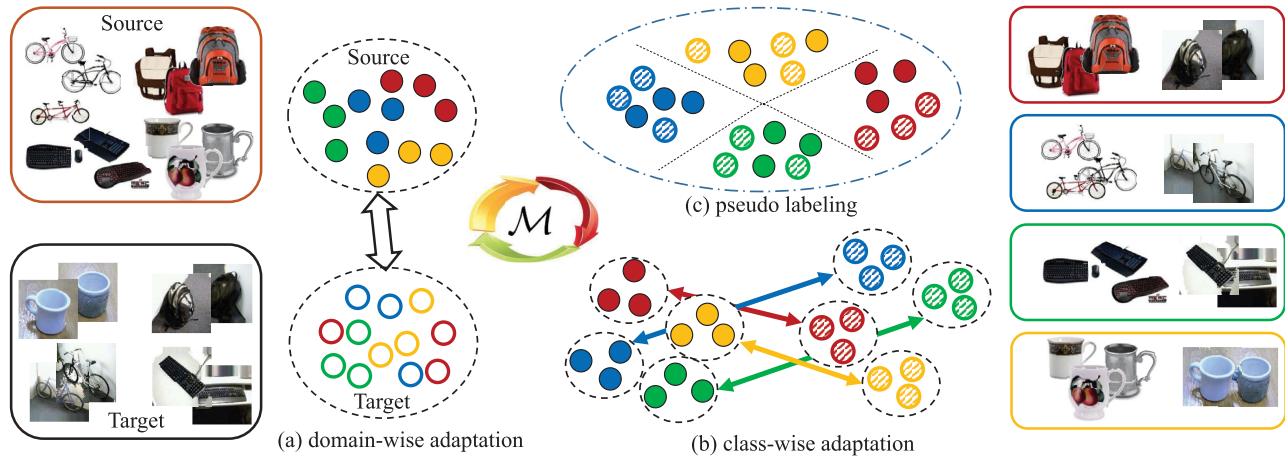 Source
Source
(c) pseudo labeling
ℳ
Target
Target
(a) domain-wise adaptation
(b) class-wise adaptation